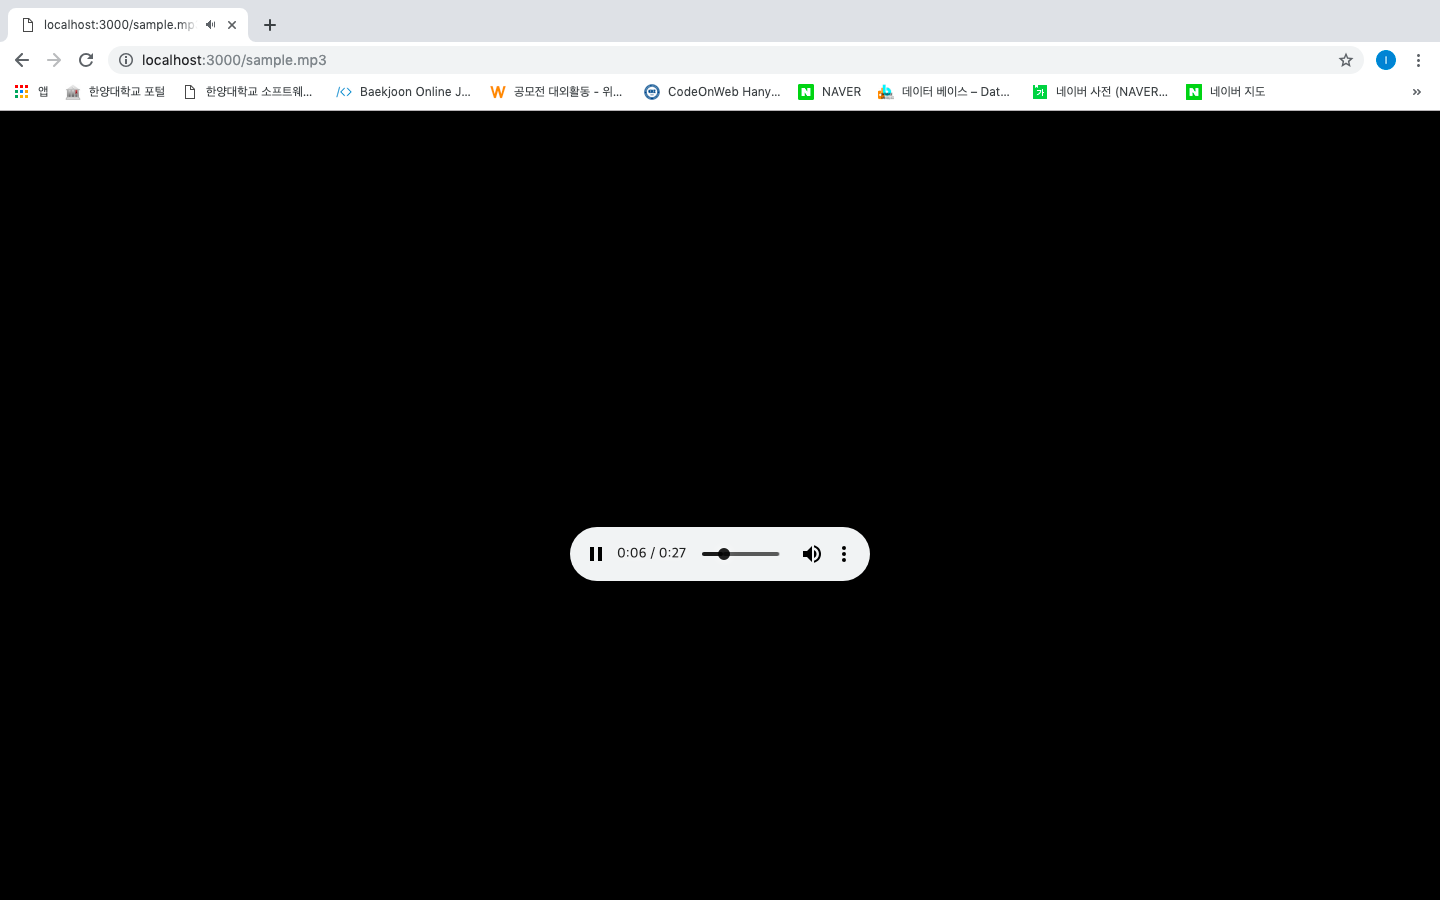 localhost:3000/sample.mp
localhost:3000/sample.mp3
앱 한양대학교 포털 한양대학교 소프트웨... Baekjoon Online J... 공모전 대외활동 - 위... CodeOnWeb Hany... NAVER 데이터 베이스 – Dat... 네이버 사전 (NAVER... 네이버 지도 »
0:06 / 0:27